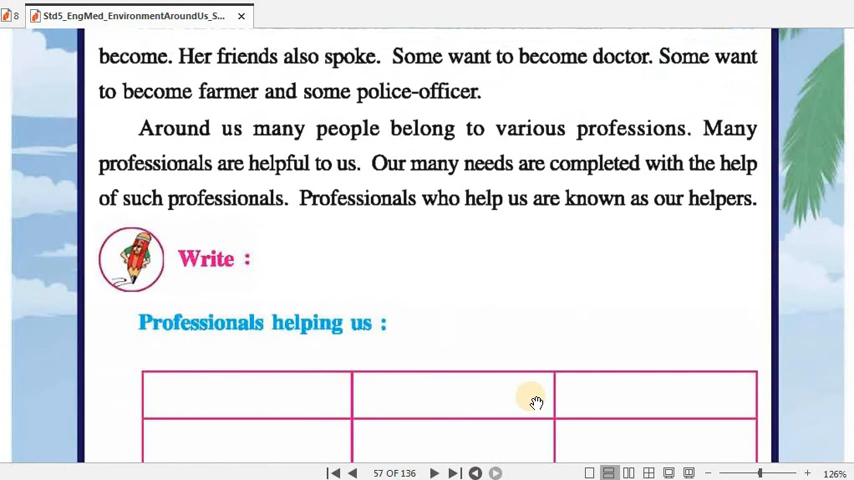 8
Std5_EngMed_EnvironmentAroundUs_S...
become. Her friends also spoke. Some want to become doctor. Some want
to become farmer and some police-officer.
Around us many people belong to various professions. Many
professionals are helpful to us. Our many needs are completed with the help
of such professionals. Professionals who help us are known as our helpers.
Write :
Professionals helping us :
57 OF 136
126%